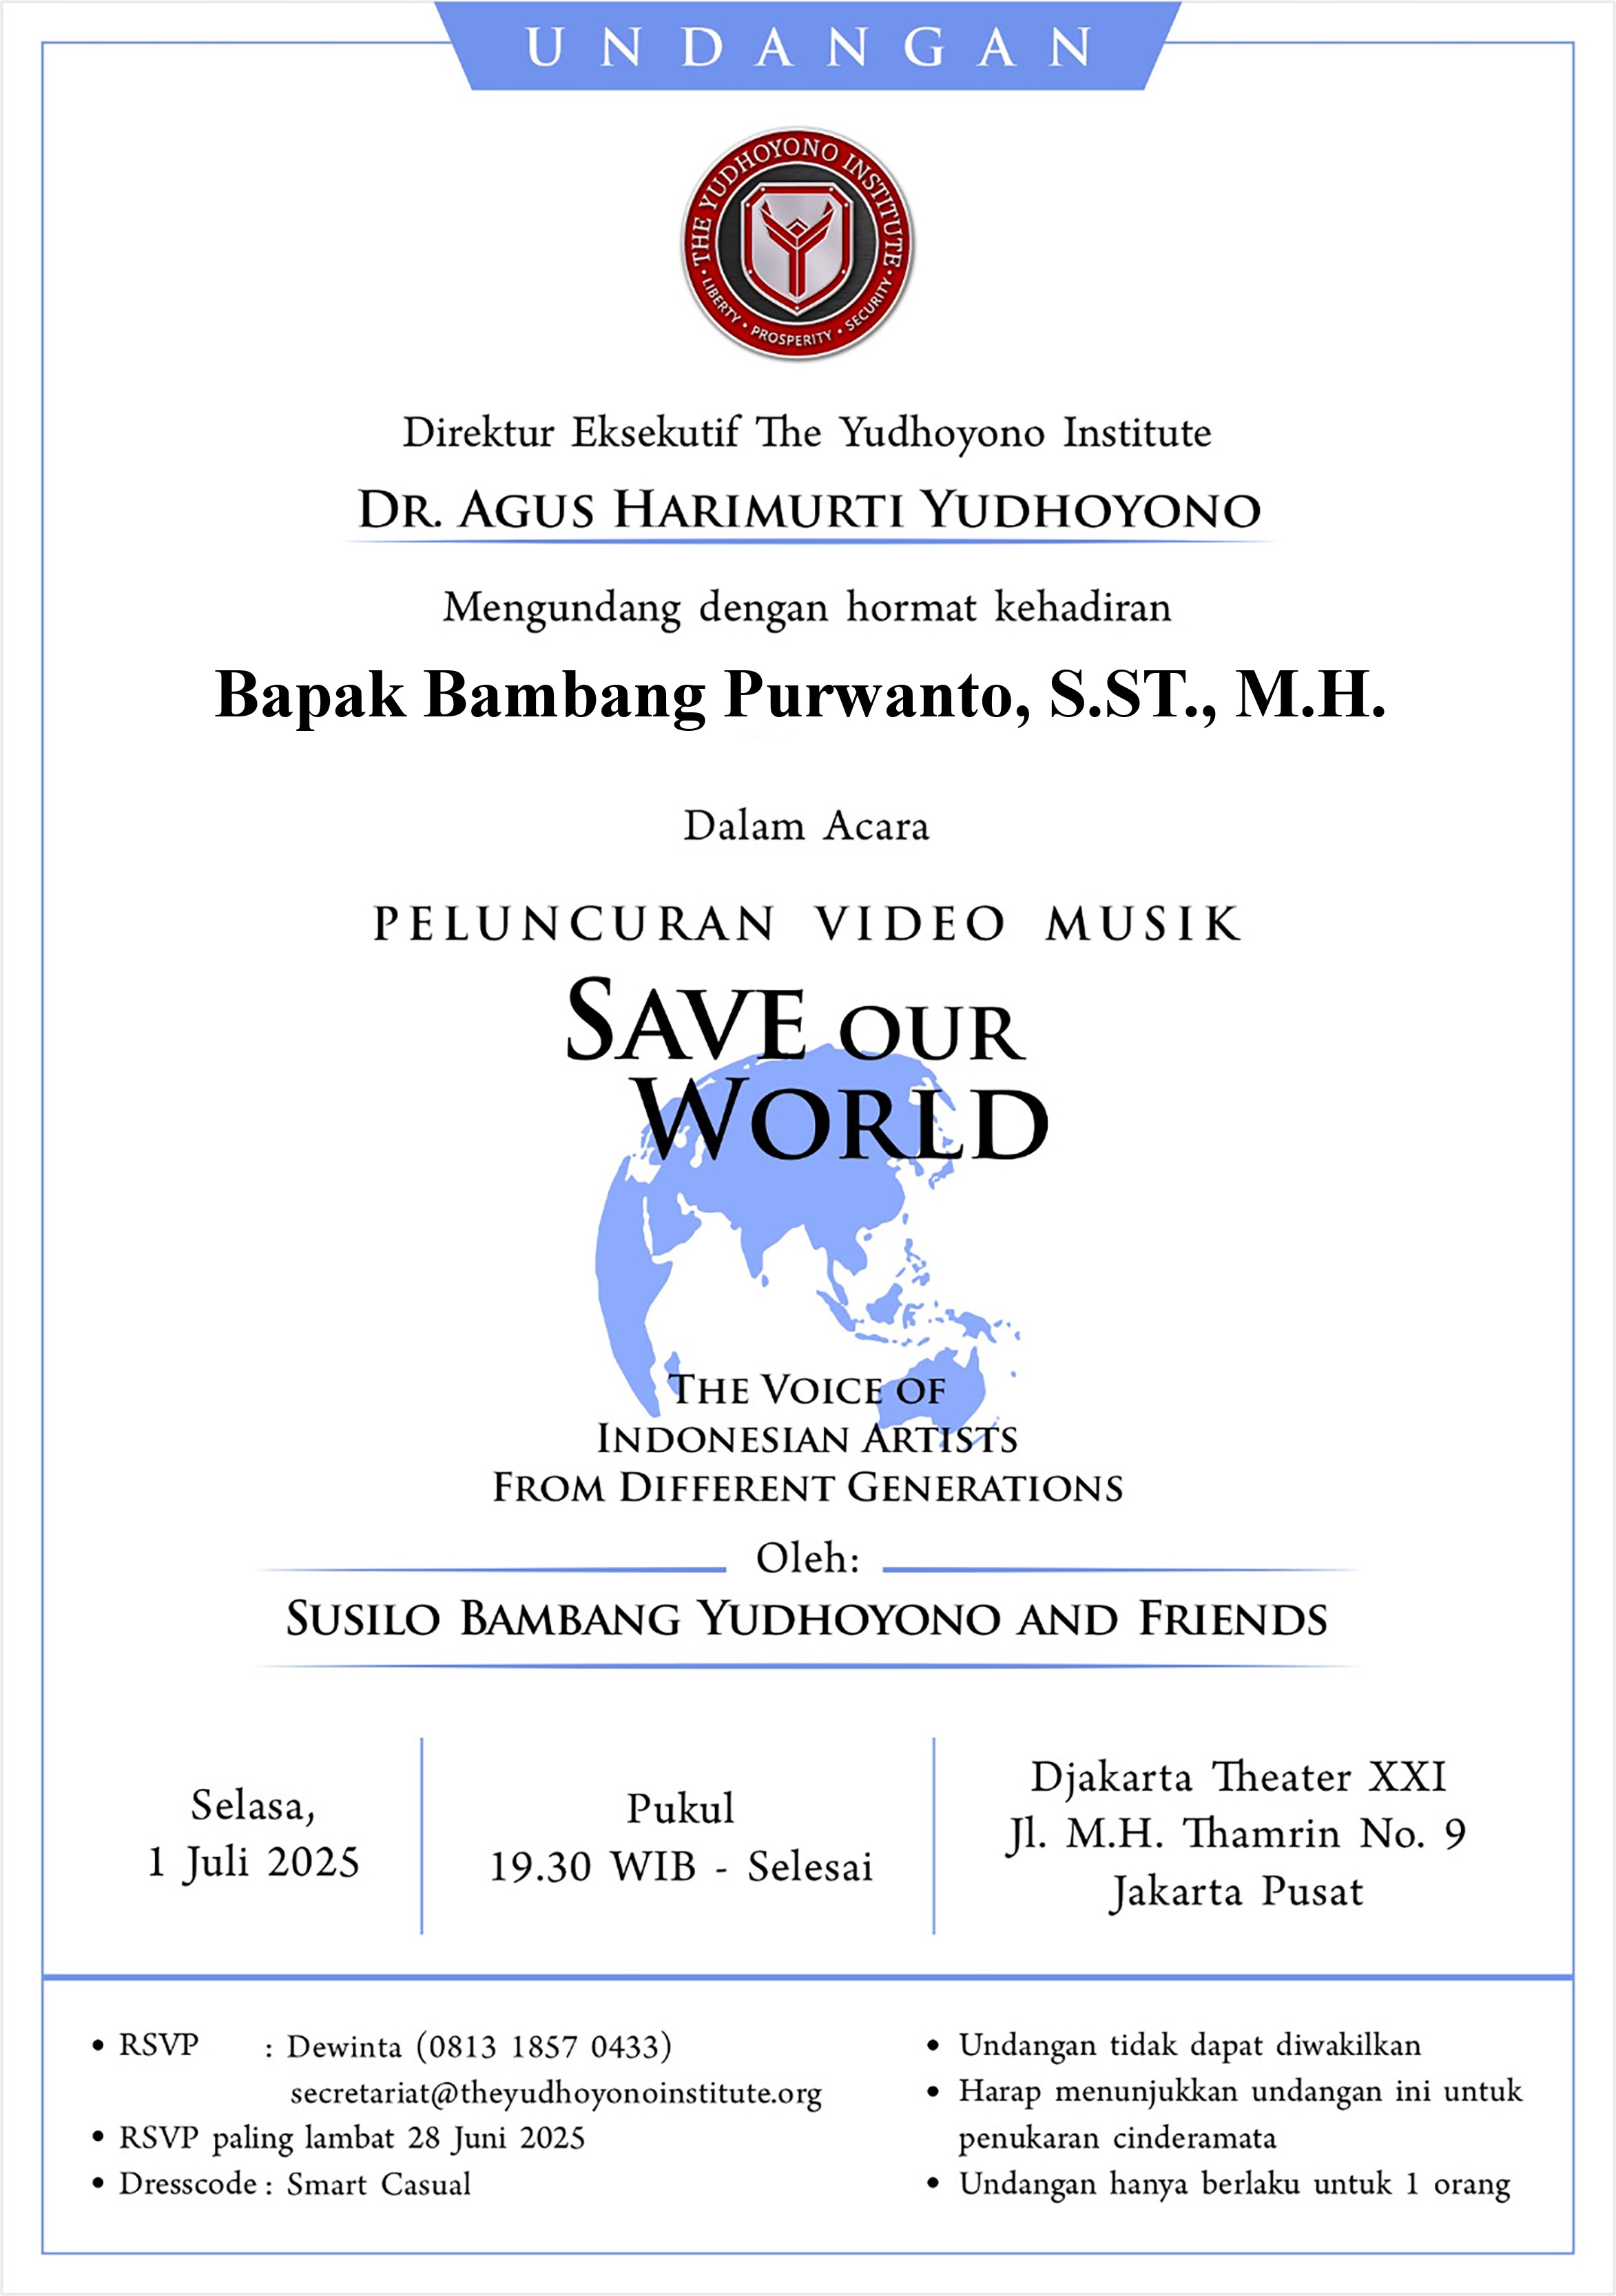 UNDANGAN
THE YUDHOYONO INSTITUTE
LIBERTY • PROSPERITY • SECURITY
Direktur Eksekutif The Yudhoyono Institute
DR. AGUS HARIMURTI YUDHOYONO
Mengundang dengan hormat kehadiran
Bapak Bambang Purwanto, S.ST., M.H.
Dalam Acara
PELUNCURAN VIDEO MUSIK
SAVE OUR
WORLD
THE VOICE OF
INDONESIAN ARTISTS
FROM DIFFERENT GENERATIONS
Oleh:
SUSILO BAMBANG YUDHOYONO AND FRIENDS
Selasa,
1 Juli 2025
Pukul
19.30 WIB - Selesai
Djakarta Theater XXI
Jl. M.H. Thamrin No. 9
Jakarta Pusat
• RSVP : Dewinta (0813 1857 0433)
secretariat@theyudhoyonoinstitute.org
• RSVP paling lambat 28 Juni 2025
• Dresscode : Smart Casual
• Undangan tidak dapat diwakilkan
• Harap menunjukkan undangan ini untuk
penukaran cinderamata
• Undangan hanya berlaku untuk 1 orang